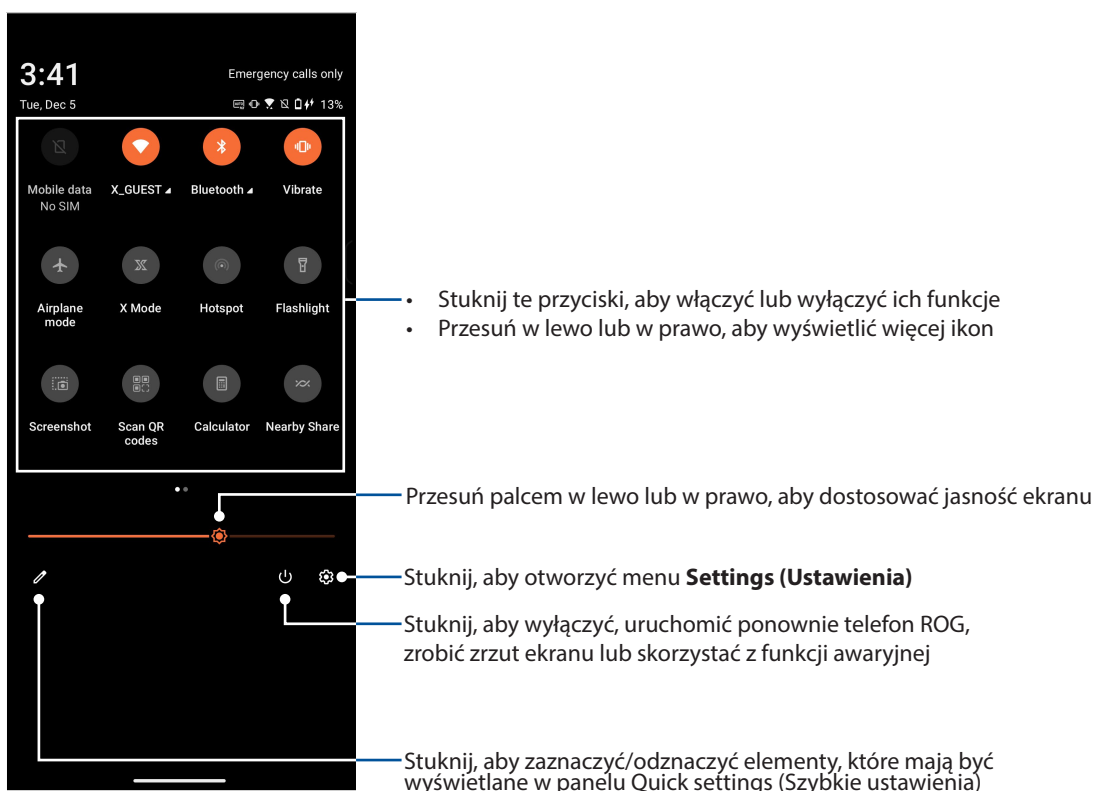 3:41
Emergency calls only
Tue, Dec 5
13%
Mobile data
No SIM
X_GUEST
Bluetooth
Vibrate
Airplane
mode
X Mode
Hotspot
Flashlight
• Stuknij te przyciski, aby włączyć lub wyłączyć ich funkcje
• Przesuń w lewo lub w prawo, aby wyświetlić więcej ikon
Screenshot
Scan QR
codes
Calculator
Nearby Share
Przesuń palcem w lewo lub w prawo, aby dostosować jasność ekranu
Stuknij, aby otworzyć menu Settings (Ustawienia)
Stuknij, aby wyłączyć, uruchomić ponownie telefon ROG,
zrobić zrzut ekranu lub skorzystać z funkcji awaryjnej
Stuknij, aby zaznaczyć/odznaczyć elementy, które mają być
wyświetlane w panelu Quick settings (Szybkie ustawienia)